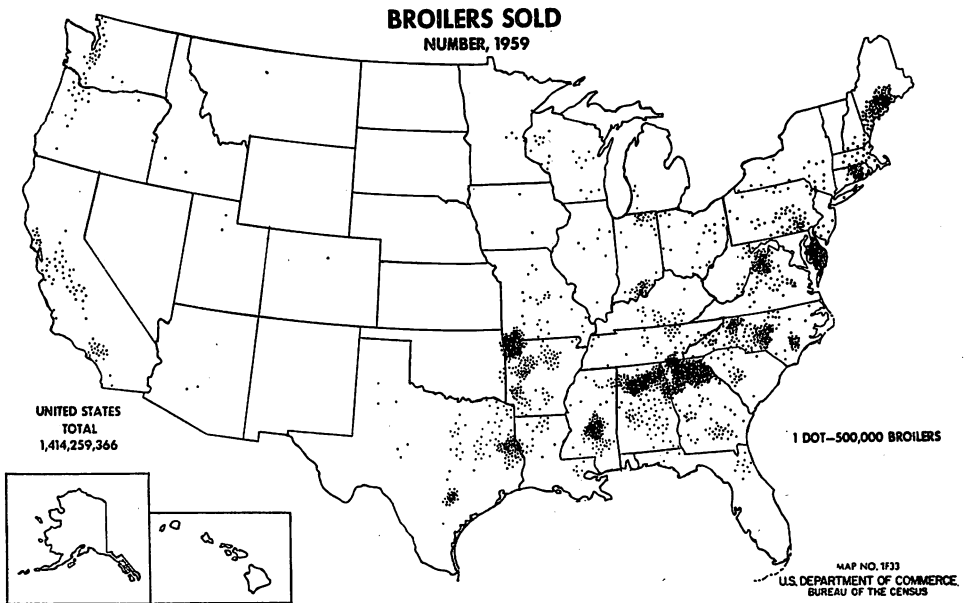 BROILERS SOLD
NUMBER, 1959
UNITED STATES
TOTAL
1,414,259,366
1 DOT—500,000 BROILERS
MAP NO. 1F33
U.S. DEPARTMENT OF COMMERCE
BUREAU OF THE CENSUS